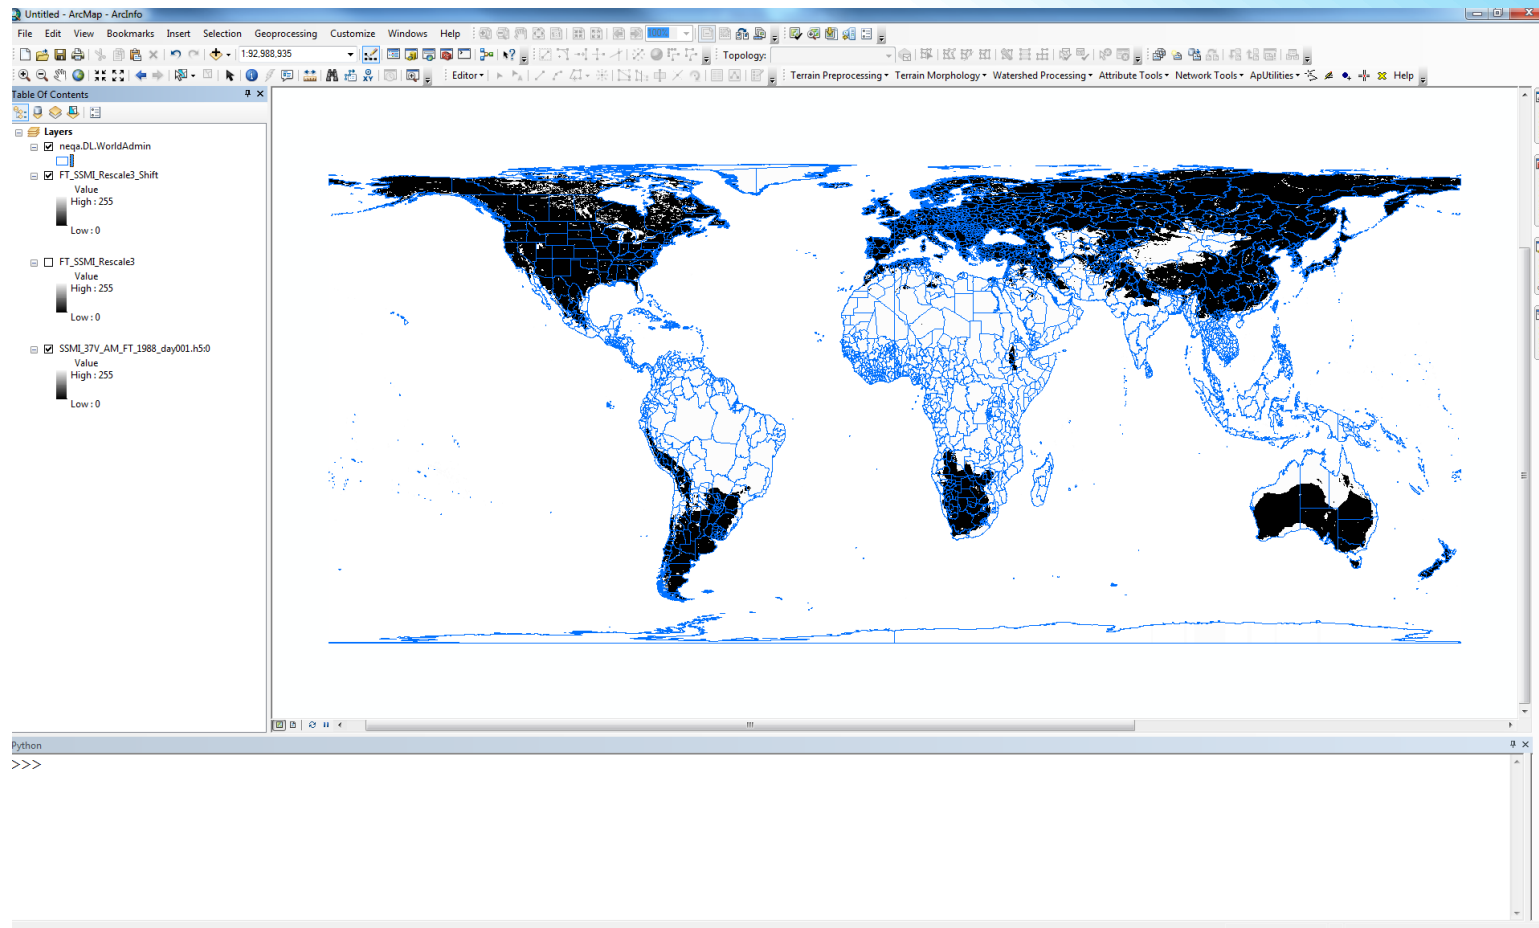 Untitled - ArcMap - ArcInfo
File Edit View Bookmarks Insert Selection Geoprocessing Customize Windows Help 100%
1:92,988,935 Topology:
Editor Terrain Preprocessing Terrain Morphology Watershed Processing Attribute Tools Network Tools ApUtilities Help
Table Of Contents
Layers
neqa.DL.WorldAdmin
FT_SSMI_Rescale3_Shift
Value
High : 255
Low : 0
FT_SSMI_Rescale3
Value
High : 255
Low : 0
SSMI_37V_AM_FT_1988_day001.h5:0
Value
High : 255
Low : 0
Python
>>>